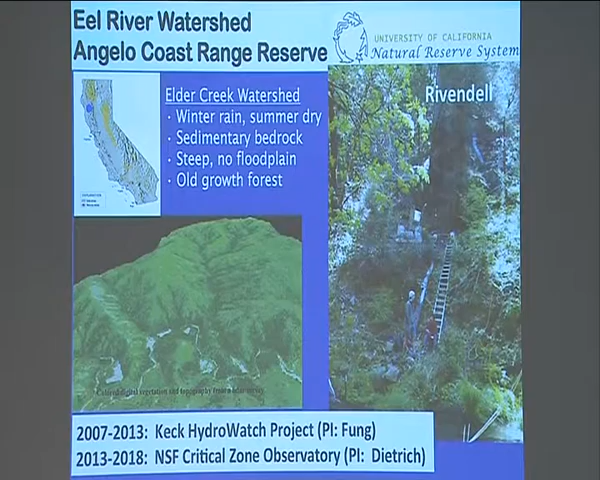 Eel River Watershed
Angelo Coast Range Reserve
UNIVERSITY OF CALIFORNIA
Natural Reserve System
Elder Creek Watershed
· Winter rain, summer dry
· Sedimentary bedrock
· Steep, no floodplain
· Old growth forest
Rivendell
2007-2013: Keck HydroWatch Project (PI: Fung)
2013-2018: NSF Critical Zone Observatory (PI: Dietrich)